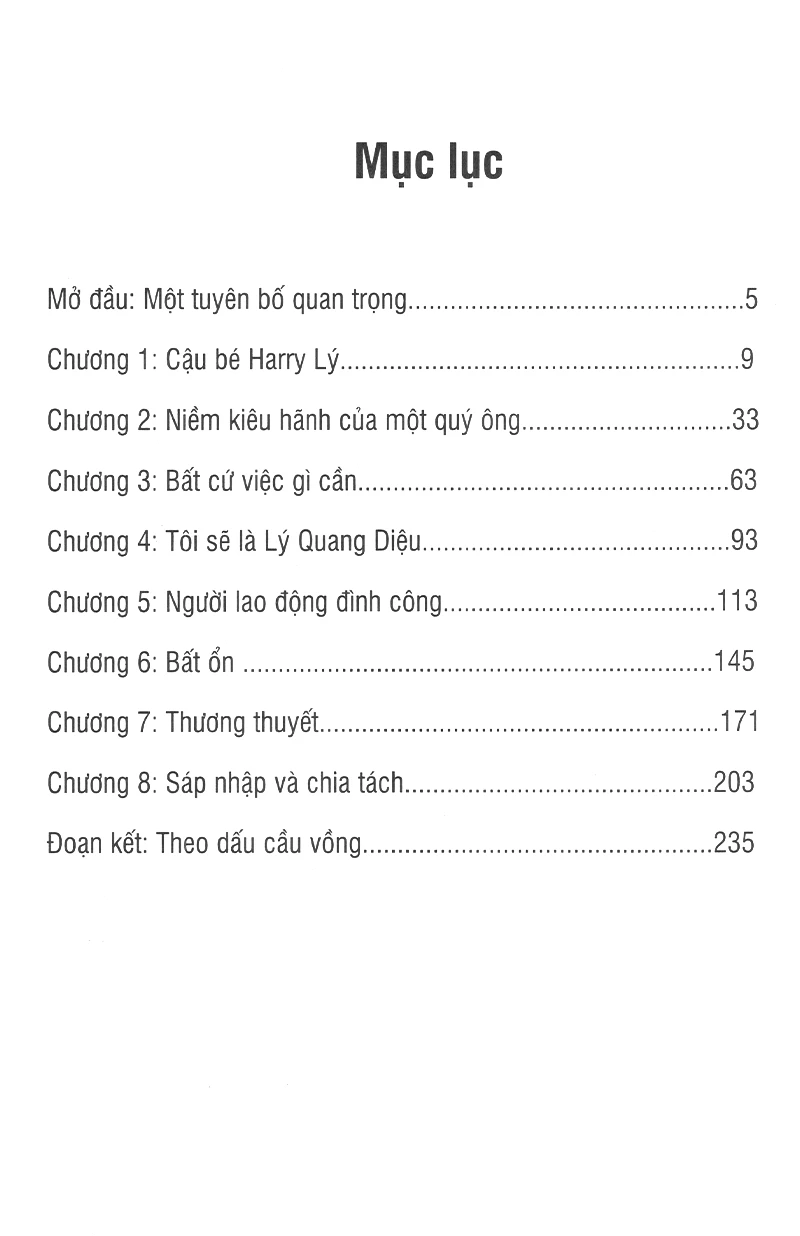 Mục lục
Mở đầu: Một tuyên bố quan trọng................................................5
Chương 1: Cậu bé Harry Lý.........................................................9
Chương 2: Niềm kiêu hãnh của một quý ông..............................33
Chương 3: Bất cứ việc gì cần.....................................................63
Chương 4: Tôi sẽ là Lý Quang Diệu............................................93
Chương 5: Người lao động đình công.......................................113
Chương 6: Bất ổn ...................................................................145
Chương 7: Thương thuyết.........................................................171
Chương 8: Sáp nhập và chia tách............................................203
Đoạn kết: Theo dấu cầu vồng..................................................235